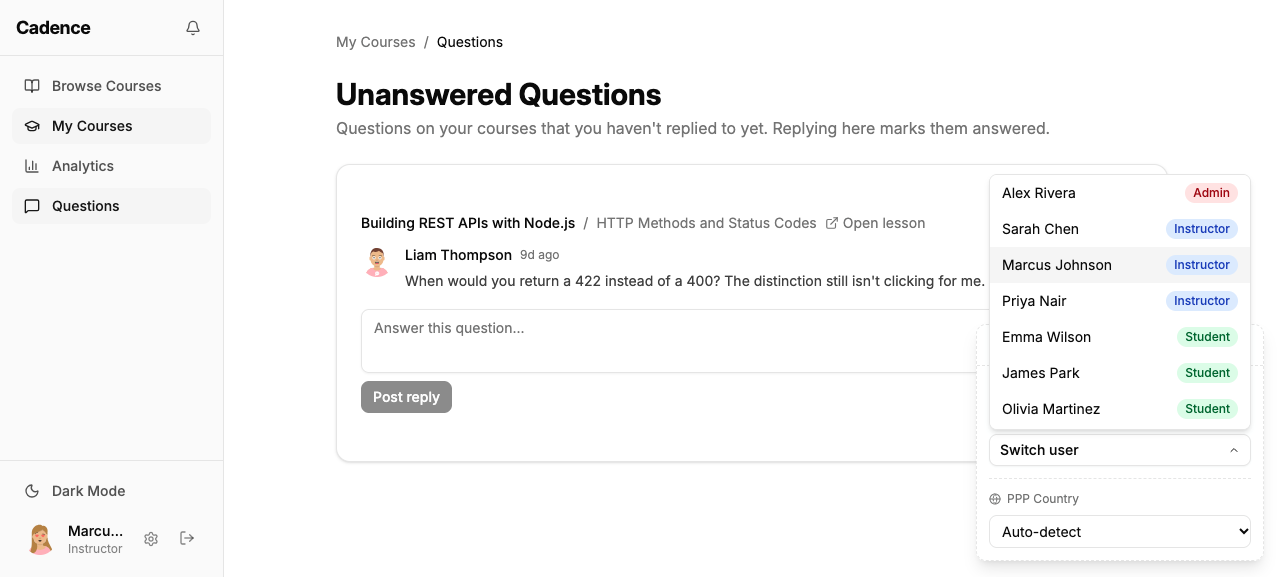 Cadence
Browse Courses
My Courses
Analytics
Questions
Dark Mode
Marcu...
Instructor
My Courses / Questions
Unanswered Questions
Questions on your courses that you haven't replied to yet. Replying here marks them answered.
Building REST APIs with Node.js / HTTP Methods and Status Codes Open lesson
Liam Thompson 9d ago
When would you return a 422 instead of a 400? The distinction still isn't clicking for me.
Answer this question...
Post reply
Alex Rivera Admin
Sarah Chen Instructor
Marcus Johnson Instructor
Priya Nair Instructor
Emma Wilson Student
James Park Student
Olivia Martinez Student
Switch user
PPP Country
Auto-detect